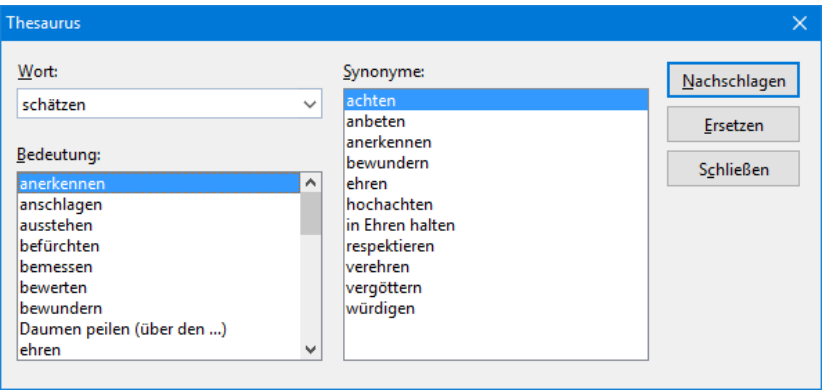 Thesaurus
Wort:
schätzen
Bedeutung:
anerkennen
anschlagen
ausstehen
befürchten
bemessen
bewerten
bewundern
Daumen peilen (über den ...)
ehren
Synonyme:
achten
anbeten
anerkennen
bewundern
ehren
hochachten
in Ehren halten
respektieren
verehren
vergöttern
würdigen
Nachschlagen
Ersetzen
Schließen